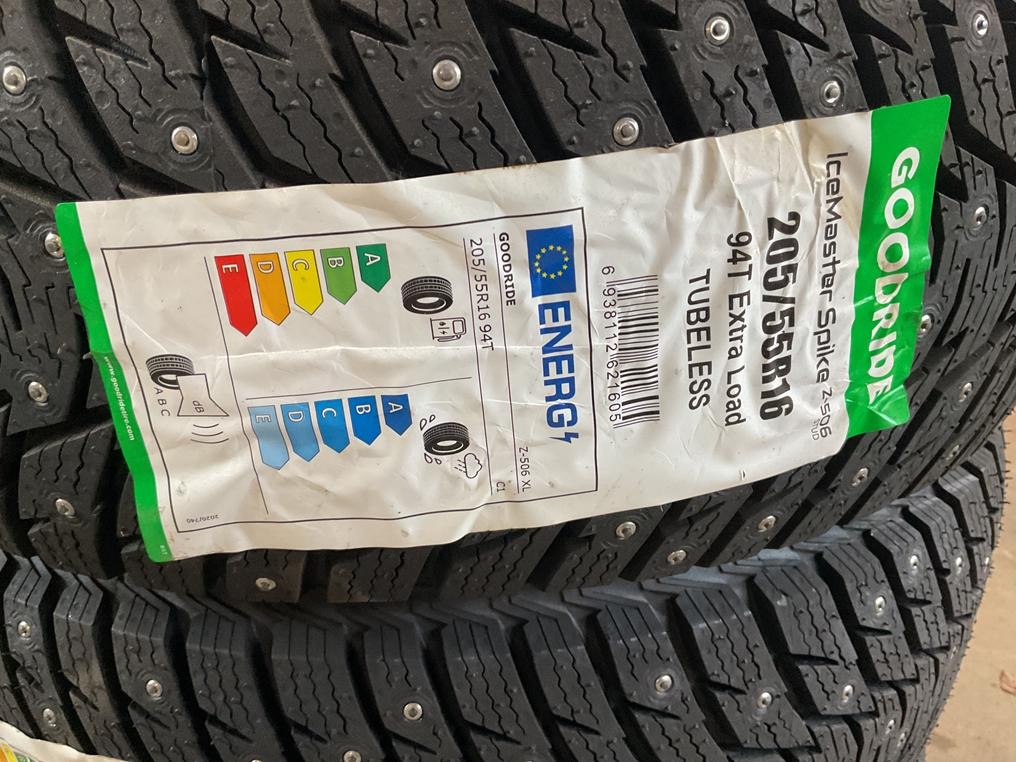 GOODRIDE
IceMaster Spike Z-506
STUD
205/55R16
94T Extra Load
TUBELESS
6 938112 621605
ENERG
GOODRIDE
Z-506 XL
205/55R16 94T
C1
A
B
C
D
E
A
B
C
D
E
dB
A B C
2020/740
www.goodridetire.com